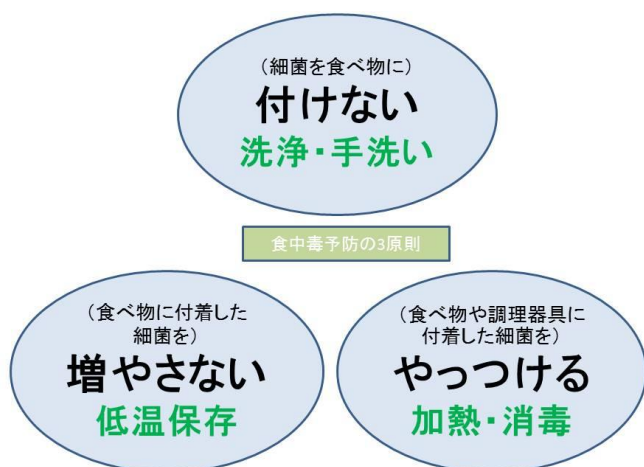 （細菌を食べ物に）
付けない
洗浄・手洗い
食中毒予防の3原則
（食べ物に付着した
細菌を）
増やさない
低温保存
（食べ物や調理器具に
付着した細菌を）
やっつける
加熱・消毒